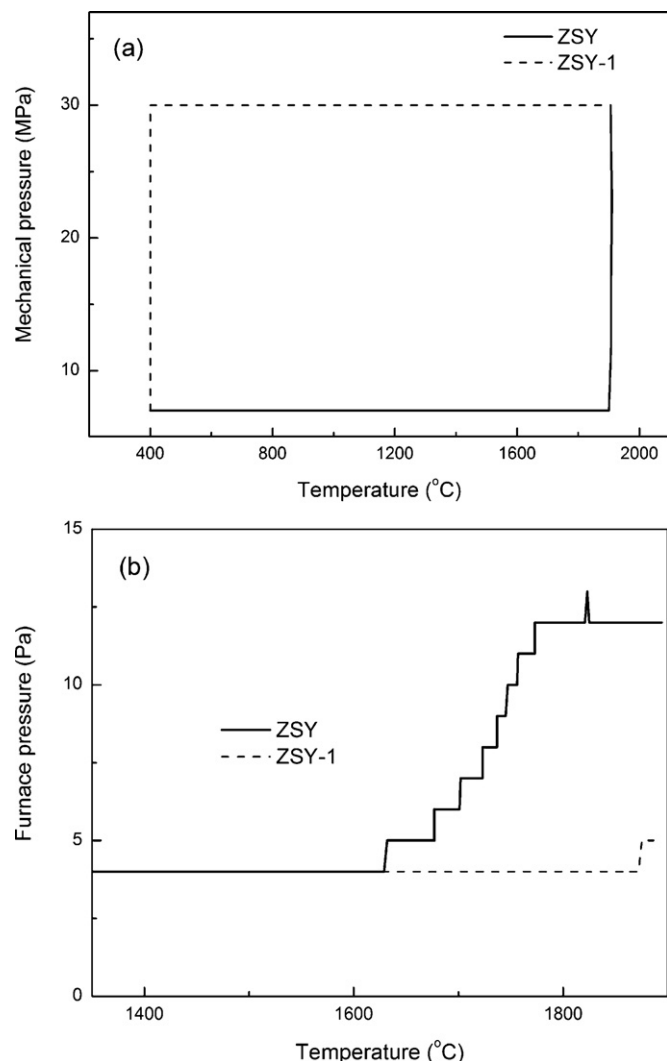 (a)
ZSY
ZSY-1
Mechanical pressure (MPa)
30
20
10
400
800
1200
1600
2000
Temperature (°C)
(b)
Furnace pressure (Pa)
15
10
5
0
ZSY
ZSY-1
1400
1600
1800
Temperature (°C)